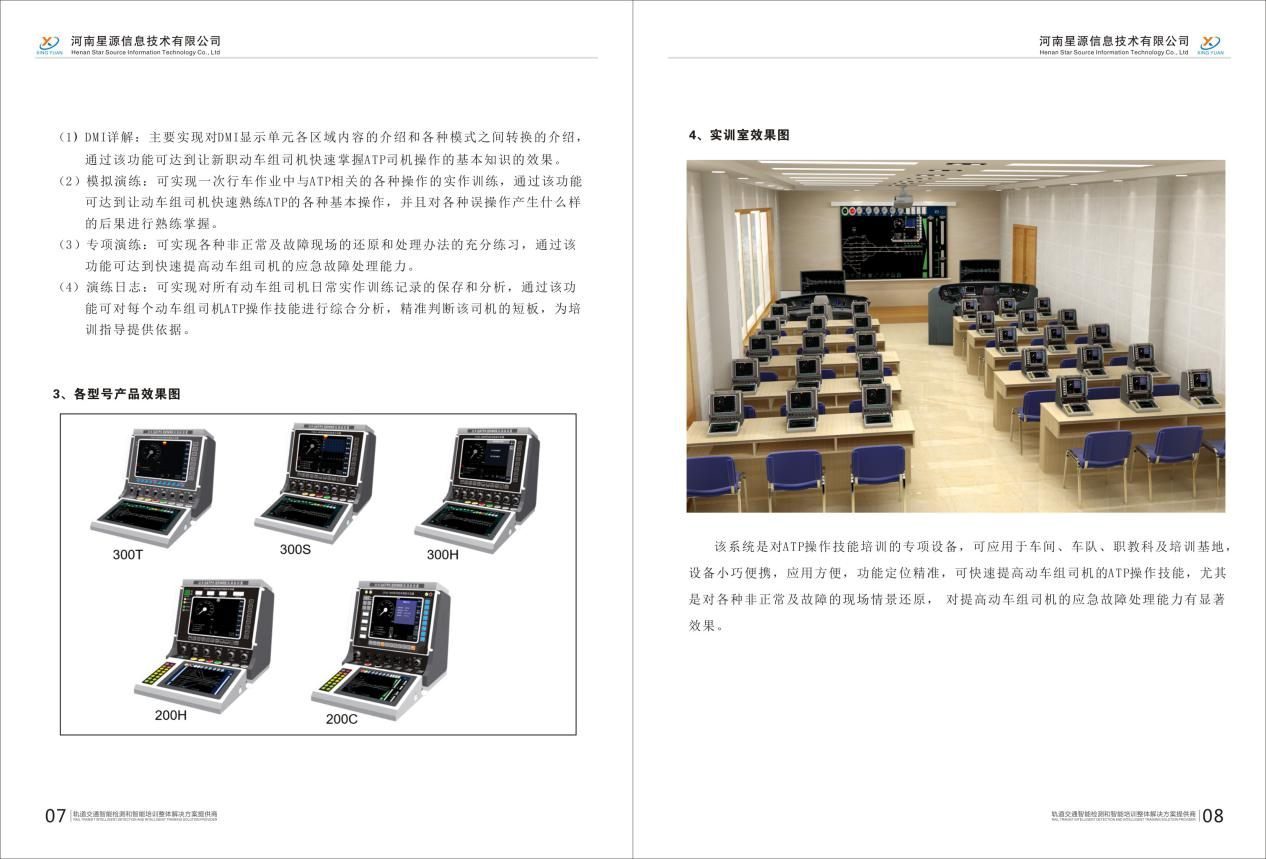 XING YUAN
河南星源信息技术有限公司
Henan Star Source Information Technology Co., Ltd
（1）DMI详解：主要实现对DMI显示单元各区域内容的介绍和各种模式之间转换的介绍，
通过该功能可达到让新职动车组司机快速掌握ATP司机操作的基本知识的效果。
（2）模拟演练：可实现一次行车作业中与ATP相关的各种操作的实作训练，通过该功能
可达到让动车组司机快速熟练ATP的各种基本操作，并且对各种误操作产生什么样
的后果进行熟练掌握。
（3）专项演练：可实现各种非正常及故障现场的还原和处理办法的充分练习，通过该
功能可达到快速提高动车组司机的应急故障处理能力。
（4）演练日志：可实现对所有动车组司机日常实作训练记录的保存和分析，通过该功
能可对每个动车组司机ATP操作技能进行综合分析，精准判断该司机的短板，为培
训指导提供依据。
3、各型号产品效果图
300T
300S
300H
200H
200C
07
轨道交通智能检测和智能培训整体解决方案提供商
RAIL TRANSIT INTELLIGENT DETECTION AND INTELLIGENT TRAINING SOLUTION PROVIDER
河南星源信息技术有限公司
Henan Star Source Information Technology Co., Ltd
XING YUAN
4、实训室效果图
该系统是对ATP操作技能培训的专项设备，可应用于车间、车队、职教科及培训基地，
设备小巧便携，应用方便，功能定位精准，可快速提高动车组司机的ATP操作技能，尤其
是对各种非正常及故障的现场情景还原， 对提高动车组司机的应急故障处理能力有显著
效果。
轨道交通智能检测和智能培训整体解决方案提供商
RAIL TRANSIT INTELLIGENT DETECTION AND INTELLIGENT TRAINING SOLUTION PROVIDER
08